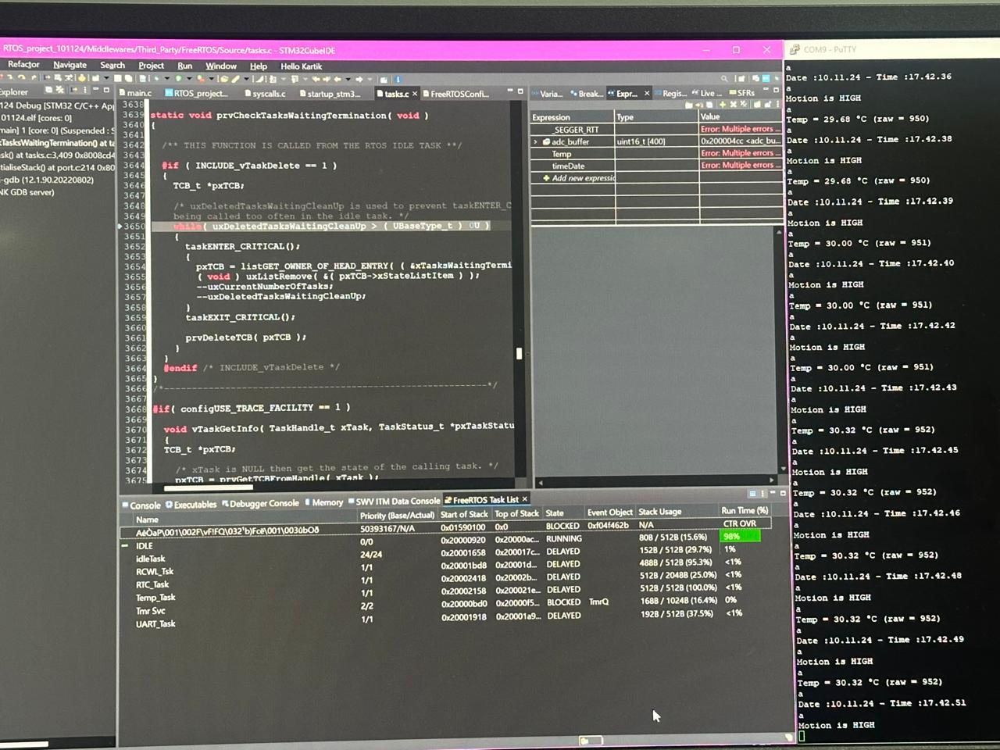 RTOS_project_101124/Middlewares/Third_Party/FreeRTOS/Source/tasks.c - STM32CubeIDE
Refactor Navigate Search Project Run Window Help Hello Kartik
Explorer
124 Debug [STM32 C/C++ Ap
01124.elf [cores: 0]
main] 1 [core: 0] (Suspended : S
TasksWaitingTermination() at ta
sk() at tasks.c:3,409 0x8008cd4
tialiseStack() at port.c:214 0x80
-gdb (12.1.90.20220802)
NK GDB server)
main.c RTOS_project... syscalls.c startup_stm3... tasks.c FreeRTOSConfi...
3638
3639 static void prvCheckTasksWaitingTermination( void )
3640 {
3641
3642 /** THIS FUNCTION IS CALLED FROM THE RTOS IDLE TASK **/
3643
3644 #if ( INCLUDE_vTaskDelete == 1 )
3645 {
3646 TCB_t *pxTCB;
3647
3648 /* uxDeletedTasksWaitingCleanUp is used to prevent taskENTER_C
3649 being called too often in the idle task. */
3650 while( uxDeletedTasksWaitingCleanUp > ( UBaseType_t ) 0U )
3651 {
3652 taskENTER_CRITICAL();
3653 {
3654 pxTCB = listGET_OWNER_OF_HEAD_ENTRY( ( &xTasksWaitingTermi
3655 ( void ) uxListRemove( &( pxTCB->xStateListItem ) );
3656 --uxCurrentNumberOfTasks;
3657 --uxDeletedTasksWaitingCleanUp;
3658 }
3659 taskEXIT_CRITICAL();
3660
3661 prvDeleteTCB( pxTCB );
3662 }
3663 }
3664 #endif /* INCLUDE_vTaskDelete */
3665 }
3666 /*-----------------------------------------------------------*/
3667
3668 #if( configUSE_TRACE_FACILITY == 1 )
3669
3670 void vTaskGetInfo( TaskHandle_t xTask, TaskStatus_t *pxTaskStatu
3671 {
3672 TCB_t *pxTCB;
3673
3674 /* xTask is NULL then get the state of the calling task. */
3675 pxTCB = prvGetTCBFromHandle( xTask );
Varia... Break... Expr... Regis... Live ... SFRs
Expression Type Value
_SEGGER_RTT Error: Multiple errors ...
adc_buffer uint16_t [400] 0x200004cc <adc_bu...
Temp Error: Multiple errors ...
timeDate Error: Multiple errors ...
Add new expressic
Console Executables Debugger Console Memory SWV ITM Data Console FreeRTOS Task List
Name Priority (Base/Actual) Start of Stack Top of Stack State Event Object Stack Usage Run Time (%)
50393167/N/A 0x01590100 0x0 BLOCKED 0xf04f462b N/A CTR OVR
IDLE 0/0 0x20000920 0x20000ac... RUNNING 80B / 512B (15.6%) 98%
idleTask 24/24 0x20001658 0x200017c... DELAYED 152B / 512B (29.7%) 1%
RCWL_Tsk 1/1 0x20001bd8 0x20001d... DELAYED 488B / 512B (95.3%) <1%
RTC_Task 1/1 0x20002418 0x20002b... DELAYED 512B / 2048B (25.0%) <1%
Temp_Task 1/1 0x20002158 0x200021e... DELAYED 512B / 512B (100.0%) <1%
Tmr Svc 2/2 0x20000bd0 0x20000f5... BLOCKED TmrQ 168B / 1024B (16.4%) 0%
UART_Task 1/1 0x20001918 0x20001a9... DELAYED 192B / 512B (37.5%) <1%
COM9 - PuTTY
a
Date :10.11.24 - Time :17.42.36
a
Motion is HIGH
a
Temp = 29.68 °C (raw = 950)
a
Date :10.11.24 - Time :17.42.38
a
Motion is HIGH
a
Temp = 29.68 °C (raw = 950)
a
Date :10.11.24 - Time :17.42.39
a
Motion is HIGH
a
Temp = 30.00 °C (raw = 951)
a
Date :10.11.24 - Time :17.42.40
a
Motion is HIGH
a
Temp = 30.00 °C (raw = 951)
a
Date :10.11.24 - Time :17.42.42
a
Motion is HIGH
a
Temp = 30.00 °C (raw = 951)
a
Date :10.11.24 - Time :17.42.43
a
Motion is HIGH
a
Temp = 30.32 °C (raw = 952)
a
Date :10.11.24 - Time :17.42.45
a
Motion is HIGH
a
Temp = 30.32 °C (raw = 952)
a
Date :10.11.24 - Time :17.42.46
a
Motion is HIGH
a
Temp = 30.32 °C (raw = 952)
a
Date :10.11.24 - Time :17.42.48
a
Motion is HIGH
a
Temp = 30.32 °C (raw = 952)
a
Date :10.11.24 - Time :17.42.49
a
Motion is HIGH
a
Temp = 30.32 °C (raw = 952)
a
Date :10.11.24 - Time :17.42.51
a
Motion is HIGH